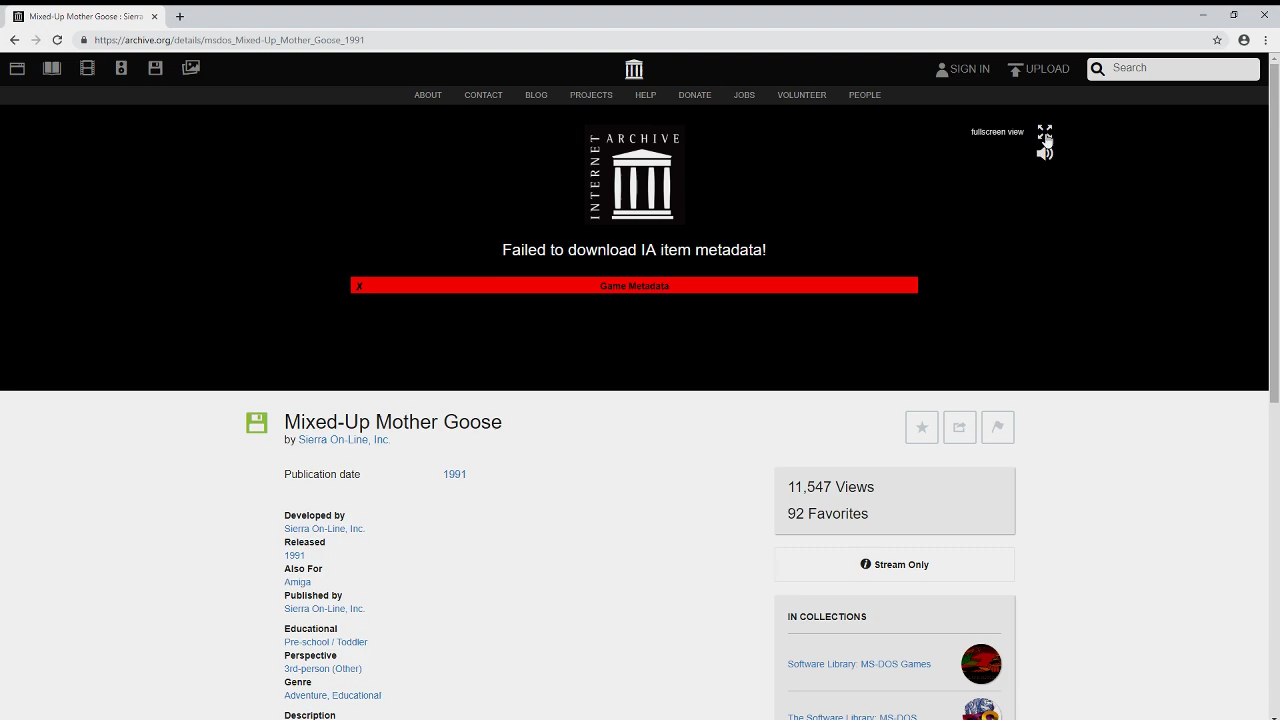 Mixed-Up Mother Goose : Sierra
https://archive.org/details/msdos_Mixed-Up_Mother_Goose_1991
SIGN IN
UPLOAD
Search
ABOUT
CONTACT
BLOG
PROJECTS
HELP
DONATE
JOBS
VOLUNTEER
PEOPLE
fullscreen view
INTERNET ARCHIVE
Failed to download IA item metadata!
X Game Metadata
Mixed-Up Mother Goose
by Sierra On-Line, Inc.
Publication date 1991
Developed by
Sierra On-Line, Inc.
Released
1991
Also For
Amiga
Published by
Sierra On-Line, Inc.
Educational
Pre-school / Toddler
Perspective
3rd-person (Other)
Genre
Adventure, Educational
Description
11,547 Views
92 Favorites
Stream Only
IN COLLECTIONS
Software Library: MS-DOS Games
The Software Library: MS-DOS